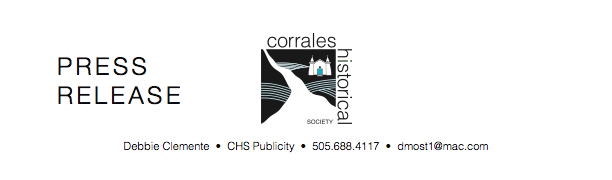 PRESS
RELEASE
corrales
historical
SOCIETY
Debbie Clemente • CHS Publicity • 505.688.4117 • dmost1@mac.com